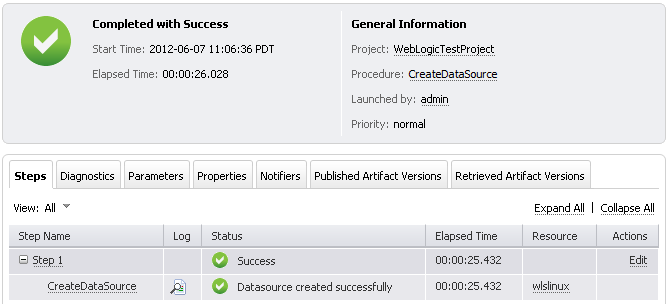 Completed with Success
Start Time: 2012-06-07 11:06:36 PDT
Elapsed Time: 00:00:26.028
General Information
Project: WebLogicTestProject
Procedure: CreateDataSource
Launched by: admin
Priority: normal
Steps Diagnostics Parameters Properties Notifiers Published Artifact Versions Retrieved Artifact Versions
View: All Expand All | Collapse All
Step Name Log Status Elapsed Time Resource Actions
Step 1 Success 00:00:25.432 Edit
CreateDataSource Datasource created successfully 00:00:25.432 wlslinux